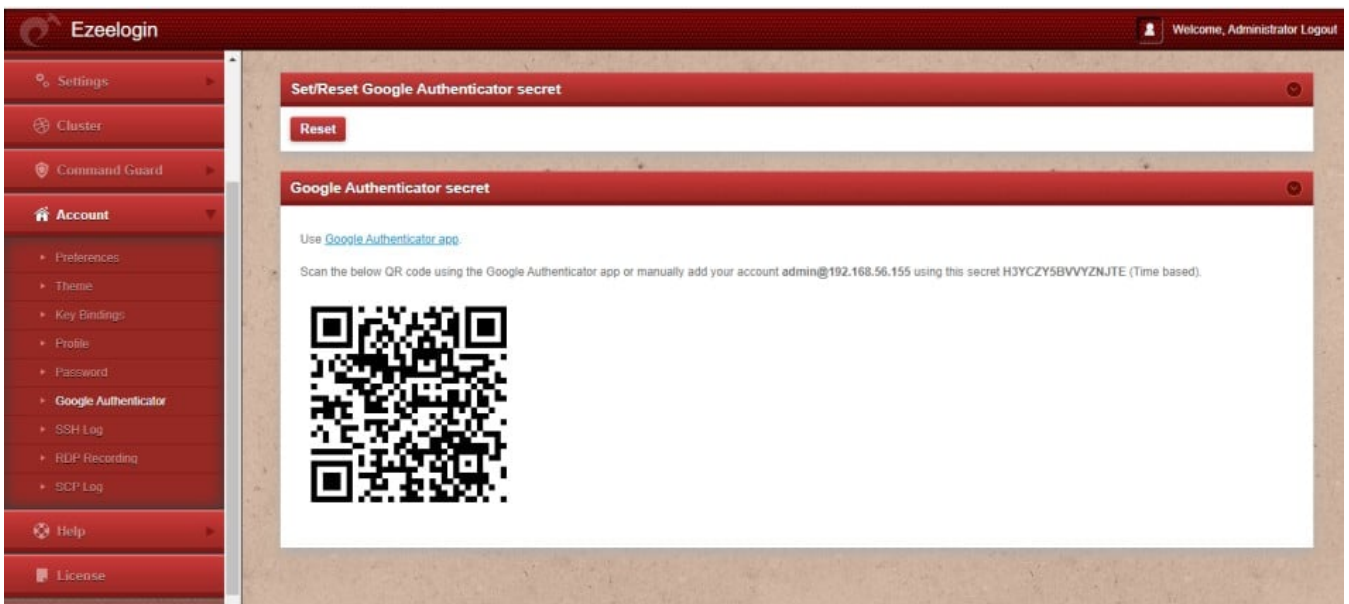 Ezeelogin
Welcome, Administrator Logout
Settings
Cluster
Command Guard
Account
Preferences
Theme
Key Bindings
Profile
Password
Google Authenticator
SSH Log
RDP Recording
SCP Log
Help
License
Set/Reset Google Authenticator secret
Reset
Google Authenticator secret
Use Google Authenticator app.
Scan the below QR code using the Google Authenticator app or manually add your account admin@192.168.56.155 using this secret H3YCZY5BVVYZNJTE (Time based).